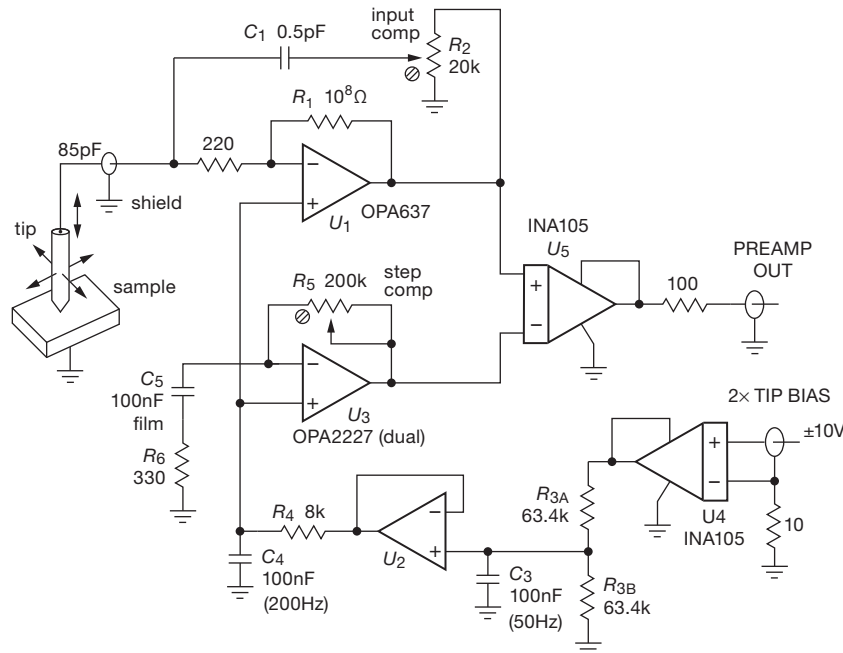 input
comp
C1 0.5pF
R2
20k
R1 10⁸Ω
85pF
220
shield
tip
sample
−
+
U1
OPA637
INA105
U5
PREAMP
OUT
R5 200k
step
comp
+
−
100
C5
100nF
film
−
+
U3
OPA2227 (dual)
2× TIP BIAS
±10V
R6
330
+
−
R3A
63.4k
U4
INA105
10
R4 8k
−
+
U2
C4
100nF
(200Hz)
C3
100nF
(50Hz)
R3B
63.4k